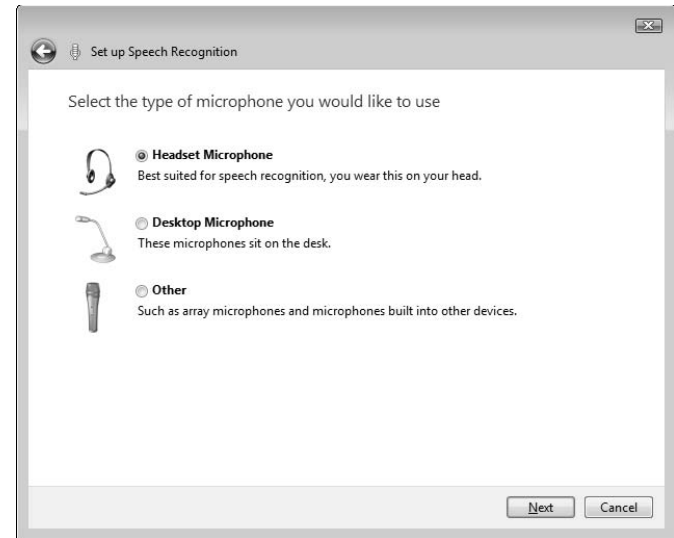 Set up Speech Recognition
Select the type of microphone you would like to use
Headset Microphone
Best suited for speech recognition, you wear this on your head.
Desktop Microphone
These microphones sit on the desk.
Other
Such as array microphones and microphones built into other devices.
Next Cancel